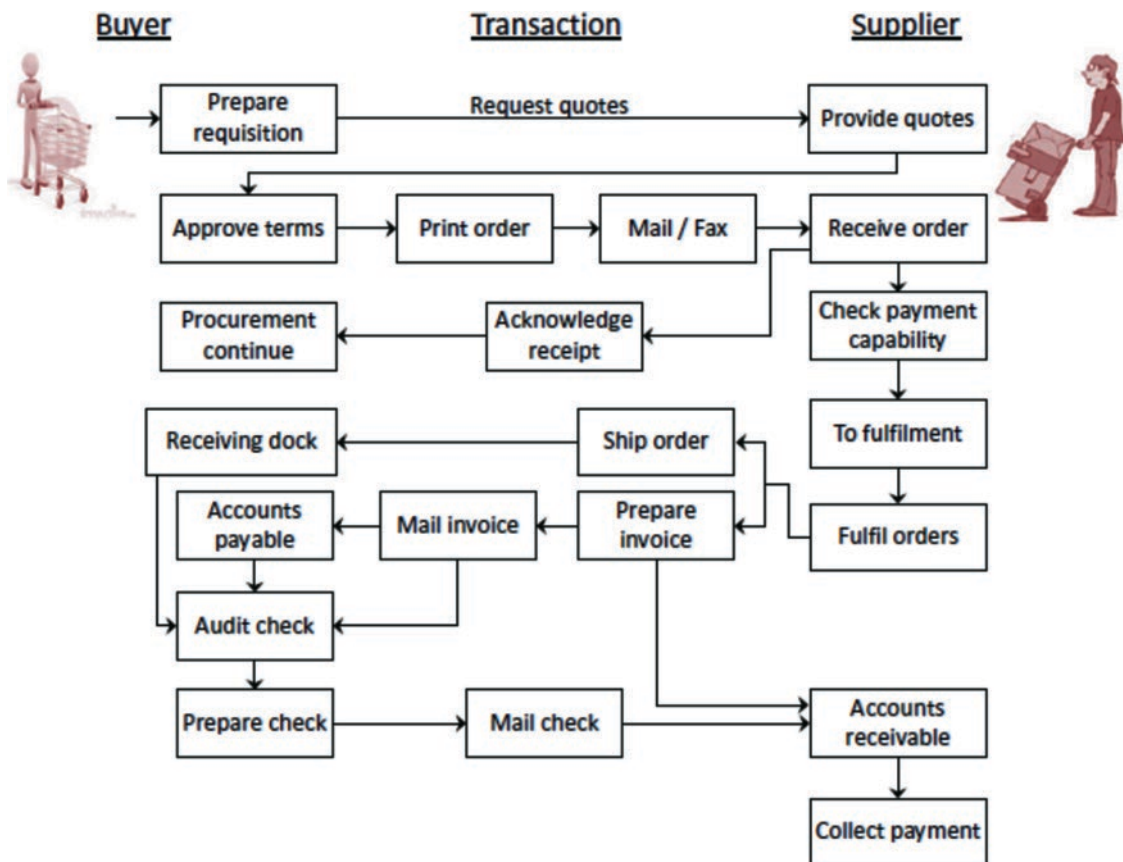 Buyer
Transaction
Supplier
Prepare
requisition
Request quotes
Provide quotes
Approve terms
Print order
Mail / Fax
Receive order
Procurement
continue
Acknowledge
receipt
Check payment
capability
Receiving dock
Ship order
To fulfilment
Accounts
payable
Mail invoice
Prepare
invoice
Fulfil orders
Audit check
Prepare check
Mail check
Accounts
receivable
Collect payment